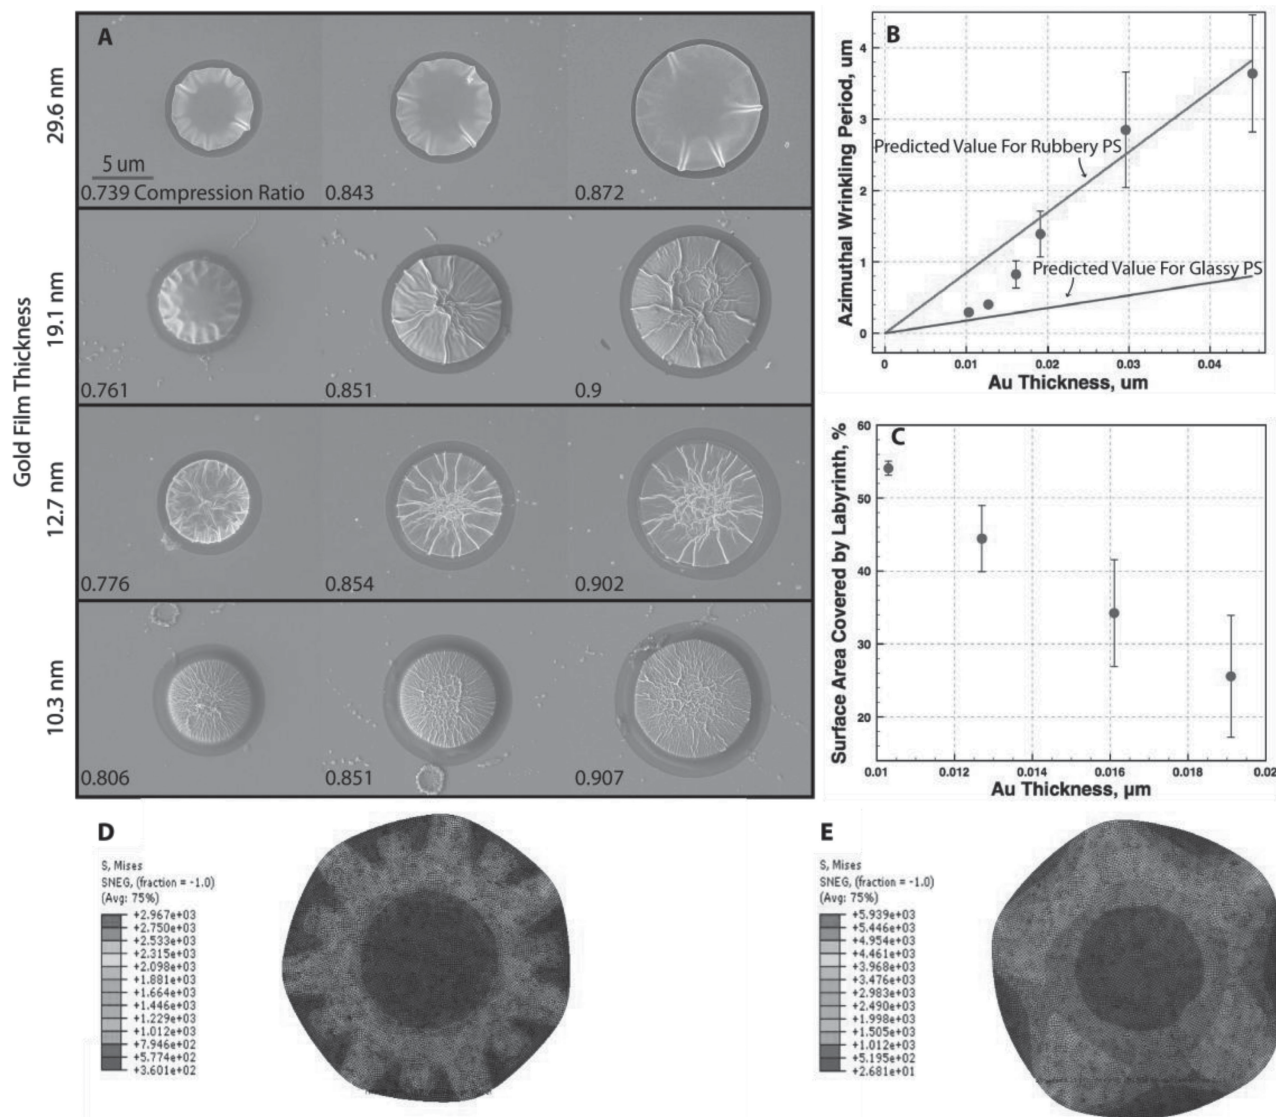 A
29.6 nm
5 um
0.739 Compression Ratio
0.843
0.872
Gold Film Thickness
19.1 nm
0.761
0.851
0.9
12.7 nm
0.776
0.854
0.902
10.3 nm
0.806
0.851
0.907
B
Azimuthal Wrinkling Period, um
4
3
2
1
0
Predicted Value For Rubbery PS
Predicted Value For Glassy PS
0
0.01
0.02
0.03
0.04
Au Thickness, um
C
Surface Area Covered by Labyrinth, %
60
50
40
30
20
0.01
0.012
0.014
0.016
0.018
0.02
Au Thickness, μm
D
S, Mises
SNEG, (fraction = -1.0)
(Avg: 75%)
+2.967e+03
+2.750e+03
+2.533e+03
+2.315e+03
+2.098e+03
+1.881e+03
+1.664e+03
+1.446e+03
+1.229e+03
+1.012e+03
+7.946e+02
+5.774e+02
+3.601e+02
E
S, Mises
SNEG, (fraction = -1.0)
(Avg: 75%)
+5.939e+03
+5.446e+03
+4.954e+03
+4.461e+03
+3.968e+03
+3.476e+03
+2.983e+03
+2.490e+03
+1.998e+03
+1.505e+03
+1.012e+03
+5.195e+02
+2.681e+01